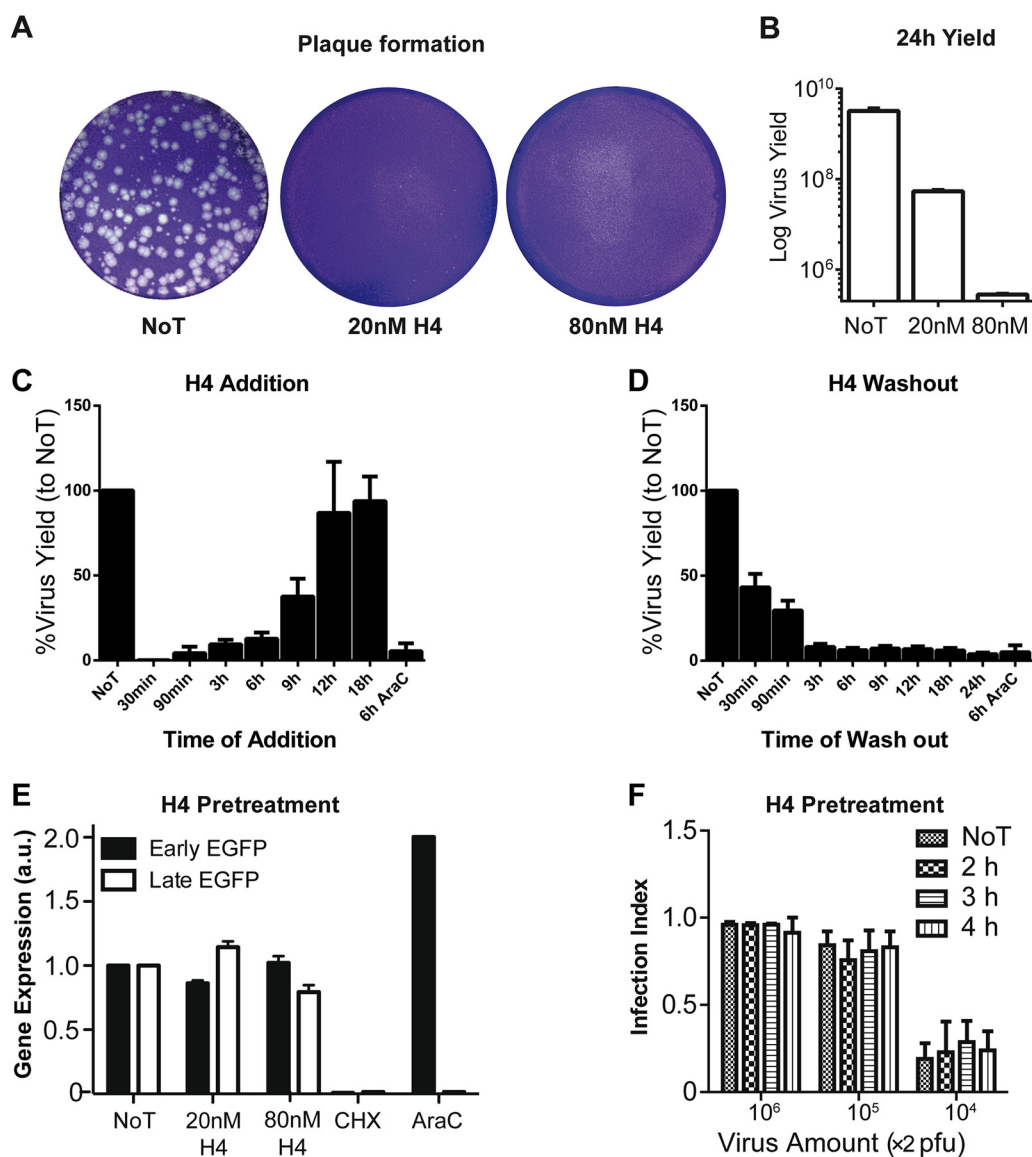 A
Plaque formation
NoT
20nM H4
80nM H4
B
24h Yield
Log Virus Yield
10^10
10^8
10^6
NoT 20nM 80nM
C
H4 Addition
%Virus Yield (to NoT)
150
100
50
0
NoT
30min
90min
3h
6h
9h
12h
18h
6h AraC
Time of Addition
D
H4 Washout
%Virus Yield (to NoT)
150
100
50
0
NoT
30min
90min
3h
6h
9h
12h
18h
24h
6h AraC
Time of Wash out
E
H4 Pretreatment
Gene Expression (a.u.)
2.0
1.5
1.0
0.5
0
Early EGFP
Late EGFP
NoT
20nM
H4
80nM
H4
CHX
AraC
F
H4 Pretreatment
Infection Index
1.5
1.0
0.5
0.0
NoT
2 h
3 h
4 h
10^6
10^5
10^4
Virus Amount (×2 pfu)